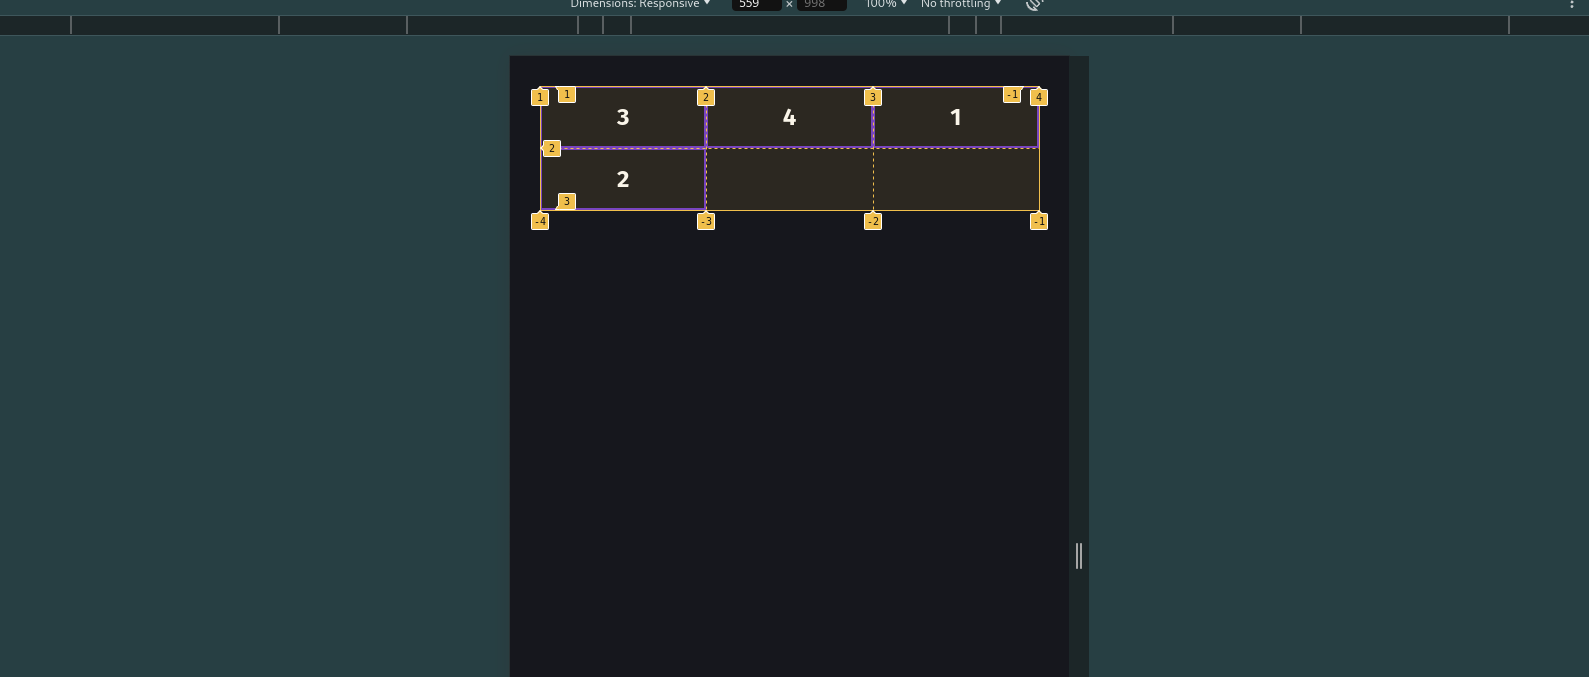 Dimensions: Responsive 559 × 998 100% No throttling
1 1 2 3 -1 4
3 4 1
2
2
3
-4 -3 -2 -1